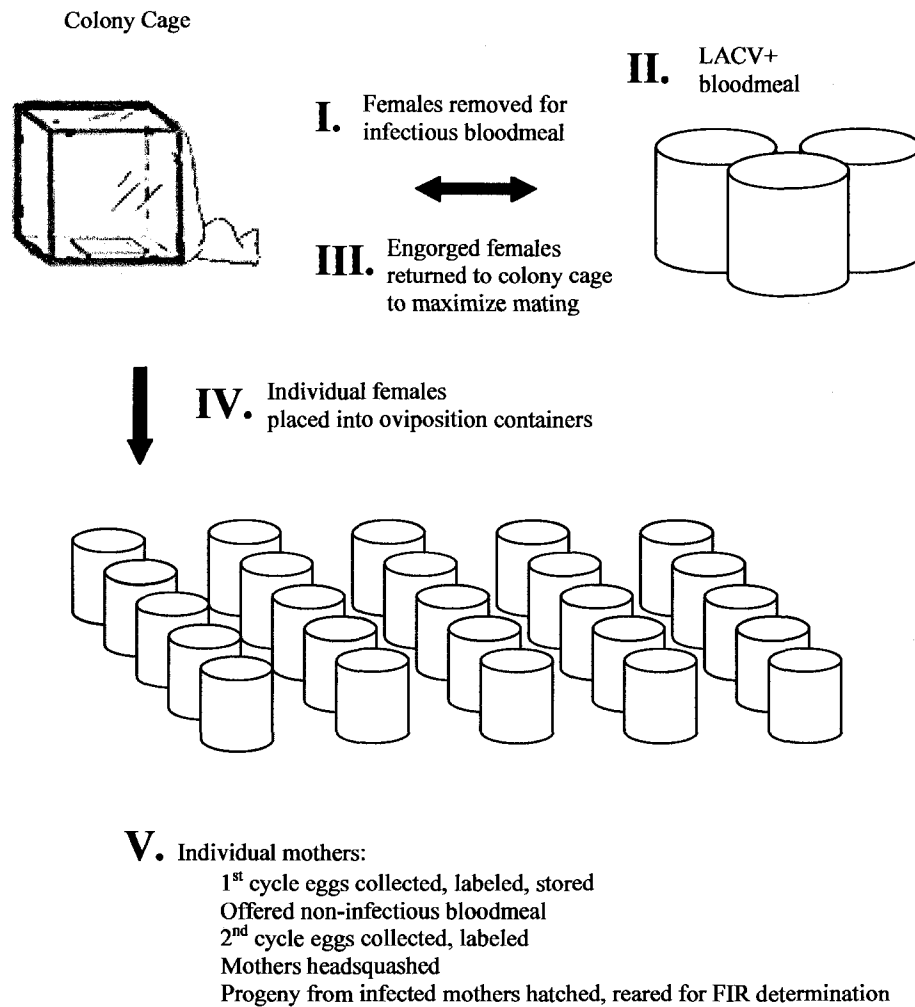 Colony Cage
I. Females removed for
infectious bloodmeal
II. LACV+
bloodmeal
III. Engorged females
returned to colony cage
to maximize mating
IV. Individual females
placed into oviposition containers
V. Individual mothers:
1st cycle eggs collected, labeled, stored
Offered non-infectious bloodmeal
2nd cycle eggs collected, labeled
Mothers headsquashed
Progeny from infected mothers hatched, reared for FIR determination